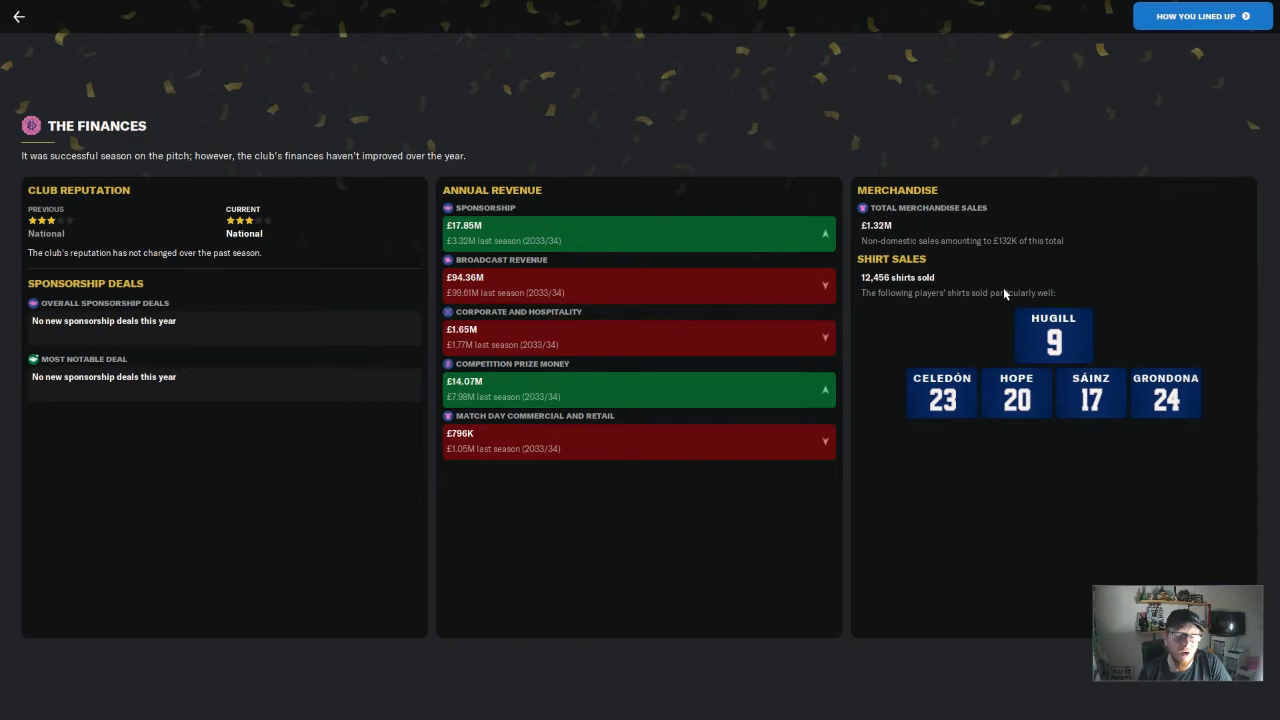 HOW YOU LINED UP
THE FINANCES
It was successful season on the pitch; however, the club's finances haven't improved over the year.
CLUB REPUTATION
PREVIOUS
National
CURRENT
National
The club's reputation has not changed over the past season.
SPONSORSHIP DEALS
OVERALL SPONSORSHIP DEALS
No new sponsorship deals this year
MOST NOTABLE DEAL
No new sponsorship deals this year
ANNUAL REVENUE
SPONSORSHIP
£17.85M
£3.32M last season (2033/34)
BROADCAST REVENUE
£94.36M
£99.61M last season (2033/34)
CORPORATE AND HOSPITALITY
£1.65M
£1.77M last season (2033/34)
COMPETITION PRIZE MONEY
£14.07M
£7.98M last season (2033/34)
MATCH DAY COMMERCIAL AND RETAIL
£796K
£1.05M last season (2033/34)
MERCHANDISE
TOTAL MERCHANDISE SALES
£1.32M
Non-domestic sales amounting to £132K of this total
SHIRT SALES
12,456 shirts sold
The following players' shirts sold particularly well:
HUGILL
9
CELEDÓN
23
HOPE
20
SÁINZ
17
GRONDONA
24